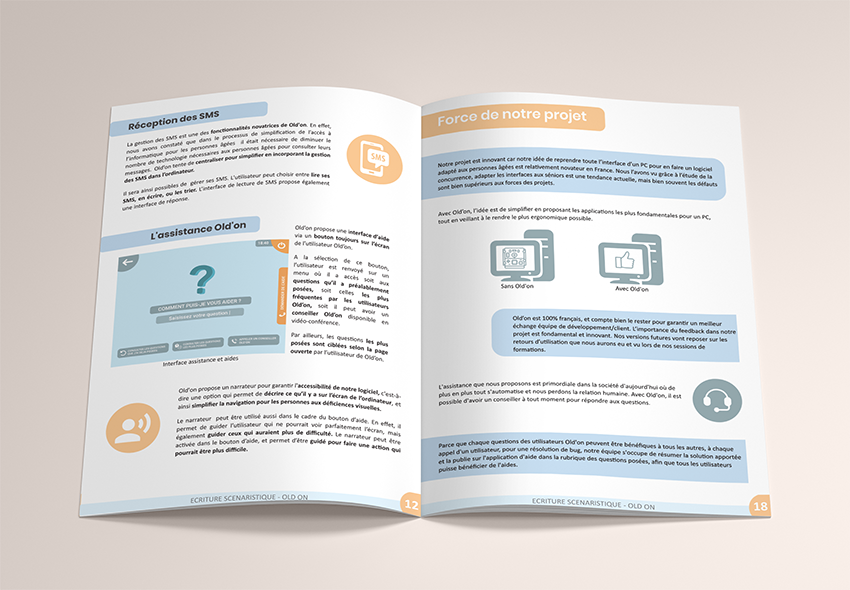 Réception des SMS
La gestion des SMS est une des fonctionnalités novatrices de Old'on. En effet,
nous avons constaté que dans le processus de simplification de l'accès à
l'informatique pour les personnes âgées il était nécessaire de diminuer le
nombre de technologie nécessaires aux personnes âgées pour consulter leurs
messages. Old'on tente de centraliser pour simplifier en incorporant la gestion
des SMS dans l'ordinateur.
Il sera ainsi possibles de gérer ses SMS. L'utilisateur peut choisir entre lire ses
SMS, en écrire, ou les trier. L'interface de lecture de SMS propose également
une interface de réponse.
SMS
L'assistance Old'on
COMMENT PUIS-JE VOUS AIDER ?
Saisissez votre question |
Interface assistance et aides
Old'on propose une interface d'aide
via un bouton toujours sur l'écran
de l'utilisateur Old'on.
A la sélection de ce bouton,
l'utilisateur est renvoyé sur un
menu où il a accès soit aux
questions qu'il a préalablement
posées, soit celles les plus
fréquentes par les utilisateurs
Old'on, soit il peut avoir un
conseiller Old'on disponible en
vidéo-conférence.
Par ailleurs, les questions les plus
posées sont ciblées selon la page
ouverte par l'utilisateur de Old'on.
Old'on propose un narrateur pour garantir l'accessibilité de notre logiciel, c'est-à-
dire une option qui permet de décrire ce qu'il y a sur l'écran de l'ordinateur, et
ainsi simplifier la navigation pour les personnes aux déficiences visuelles.
Le narrateur peut être utilisé aussi dans le cadre du bouton d'aide. En effet, il
permet de guider l'utilisateur qui ne pourrait voir parfaitement l'écran, mais
également guider ceux qui auraient plus de difficulté. Le narrateur peut être
activée dans le bouton d'aide, et permet d'être guidé pour faire une action qui
pourrait être plus difficile.
ECRITURE SCENARISTIQUE - OLD ON
12
Force de notre projet
Notre projet est innovant car notre idée de reprendre toute l'interface d'un PC pour en faire un logiciel
adapté aux personnes âgées est relativement novateur en France. Nous l'avons vu grâce à l'étude de la
concurrence, adapter les interfaces aux séniors est une tendance actuelle, mais bien souvent les défauts
sont bien supérieurs aux forces des projets.
Avec Old'on, l'idée est de simplifier en proposant les applications les plus fondamentales pour un PC,
tout en veillant à le rendre le plus ergonomique possible.
Sans Old'on
Avec Old'on
Old'on est 100% français, et compte bien le rester pour garantir un meilleur
échange équipe de développement/client. L'importance du feedback dans notre
projet est fondamental et innovant. Nos versions futures vont reposer sur les
retours d'utilisation que nous aurons eu et vu lors de nos sessions de
formations.
L'assistance que nous proposons est primordiale dans la société d'aujourd'hui où de
plus en plus tout s'automatise et nous perdons la relation humaine. Avec Old'on, il est
possible d'avoir un conseiller à tout moment pour répondre aux questions.
Parce que chaque questions des utilisateurs Old'on peuvent être bénéfiques à tous les autres, à chaque
appel d'un utilisateur, pour une résolution de bug, notre équipe s'occupe de résumer la solution apportée
et la publie sur l'application d'aide dans la rubrique des questions posées, afin que tous les utilisateurs
puisse bénéficier de l'aides.
ECRITURE SCENARISTIQUE - OLD ON
18